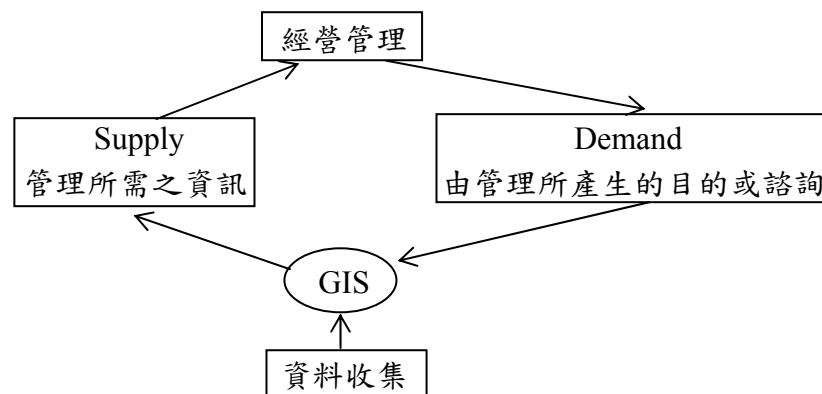 經營管理
Supply
管理所需之資訊
Demand
由管理所產生的目的或諮詢
GIS
資料收集